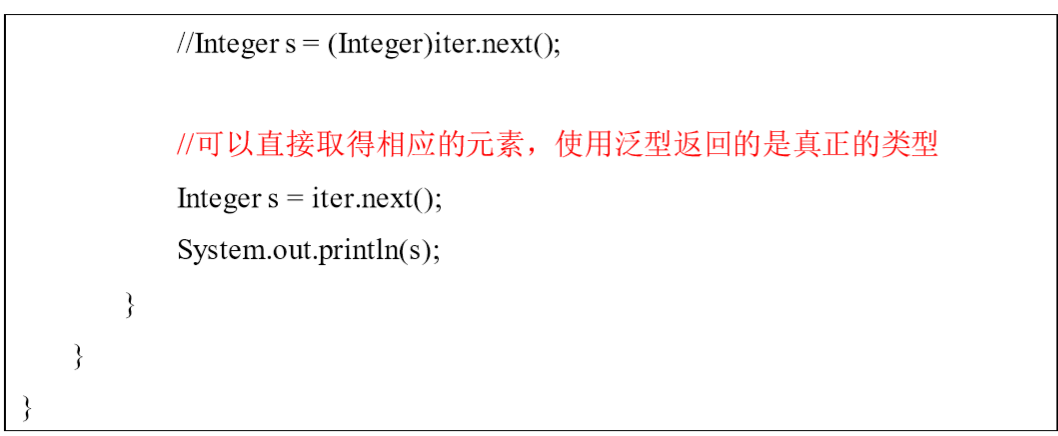 //Integer s = (Integer)iter.next();
//可以直接取得相应的元素，使用泛型返回的是真正的类型
Integer s = iter.next();
System.out.println(s);
}
}
}